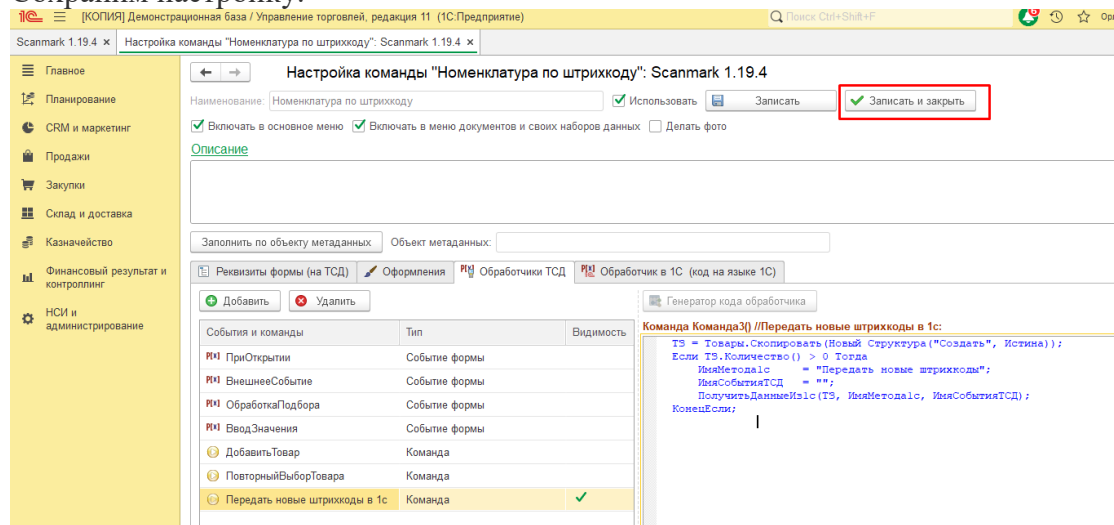 Сохраним настройку.
1С [КОПИЯ] Демонстрационная база / Управление торговлей, редакция 11 (1С:Предприятие) Поиск Ctrl+Shift+F
Scanmark 1.19.4 × Настройка команды "Номенклатура по штрихкоду": Scanmark 1.19.4 ×
Главное
Планирование
CRM и маркетинг
Продажи
Закупки
Склад и доставка
Казначейство
Финансовый результат и
контроллинг
НСИ и
администрирование
Настройка команды "Номенклатура по штрихкоду": Scanmark 1.19.4
Наименование: Номенклатура по штрихкоду Использовать Записать Записать и закрыть
Включать в основное меню Включать в меню документов и своих наборов данных Делать фото
Описание
Заполнить по объекту метаданных Объект метаданных:
Реквизиты формы (на ТСД) Оформления Обработчики ТСД Обработчик в 1С (код на языке 1С)
Добавить Удалить Генератор кода обработчика
События и команды Тип Видимость
ПриОткрытии Событие формы
ВнешнееСобытие Событие формы
ОбработкаПодбора Событие формы
ВводЗначения Событие формы
ДобавитьТовар Команда
ПовторныйВыборТовара Команда
Передать новые штрихкоды в 1с Команда
Команда Команда3() //Передать новые штрихкоды в 1с:
ТЗ = Товары.Скопировать(Новый Структура("Создать", Истина));
Если ТЗ.Количество() > 0 Тогда
ИмяМетода1с = "Передать новые штрихкоды";
ИмяСобытияТСД = "";
ПолучитьДанныеИз1с(ТЗ, ИмяМетода1с, ИмяСобытияТСД);
КонецЕсли;